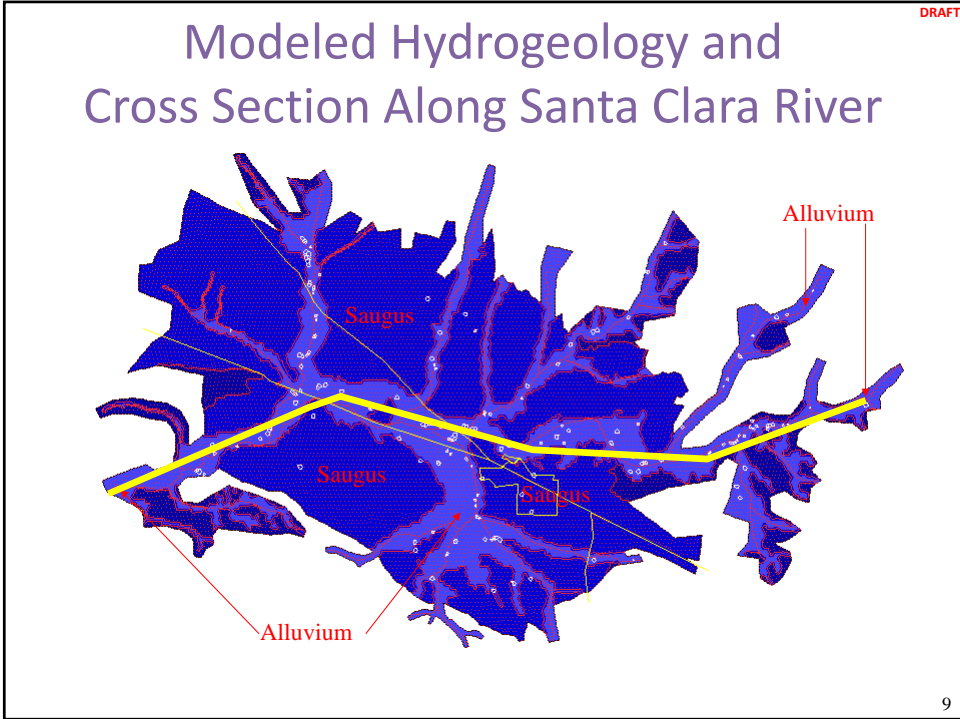 DRAFT
Modeled Hydrogeology and
Cross Section Along Santa Clara River
Alluvium
Saugus
Saugus
Saugus
Alluvium
9